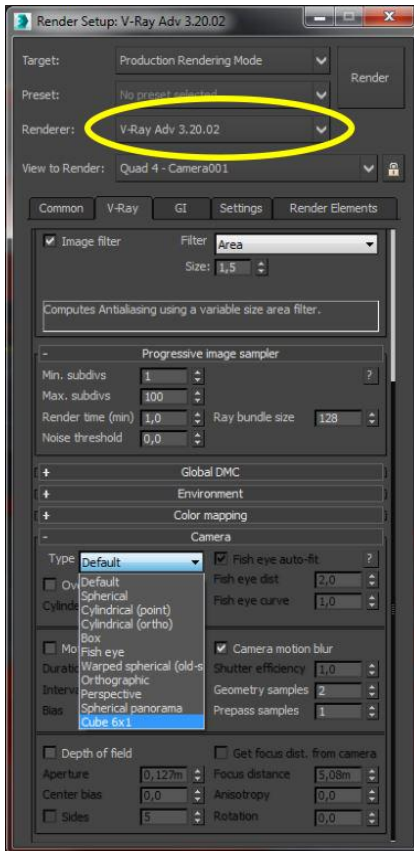 Render Setup: V-Ray Adv 3.20.02
Target: Production Rendering Mode
Render
Preset: No preset selected
Renderer: V-Ray Adv 3.20.02
View to Render: Quad 4 - Camera001
Common V-Ray GI Settings Render Elements
Image filter Filter Area
Size: 1,5
Computes Antialiasing using a variable size area filter.
- Progressive image sampler
Min. subdivs 1 ?
Max. subdivs 100
Render time (min) 1,0 Ray bundle size 128
Noise threshold 0,0
+ Global DMC
+ Environment
+ Color mapping
- Camera
Type Default Fish eye auto-fit ?
Fish eye dist 2,0
Fish eye curve 1,0
Default
Spherical
Cylindrical (point)
Cylindrical (ortho)
Box
Fish eye
Warped spherical (old-s
Orthographic
Perspective
Spherical panorama
Cube 6x1
Mo Camera motion blur
Duratio Shutter efficiency 1,0
Interva Geometry samples 2
Bias Prepass samples 1
Depth of field Get focus dist. from camera
Aperture 0,127m Focus distance 5,08m
Center bias 0,0 Anisotropy 0,0
Sides 5 Rotation 0,0